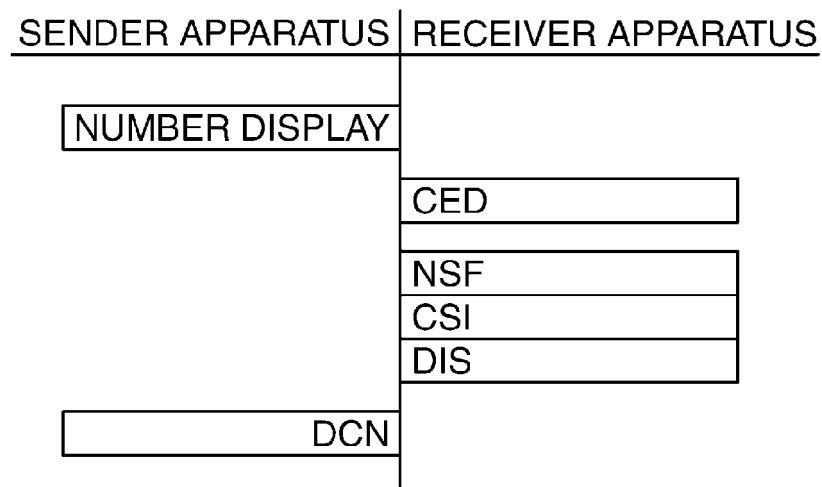 SENDER APPARATUS RECEIVER APPARATUS
NUMBER DISPLAY
CED
NSF
CSI
DIS
DCN